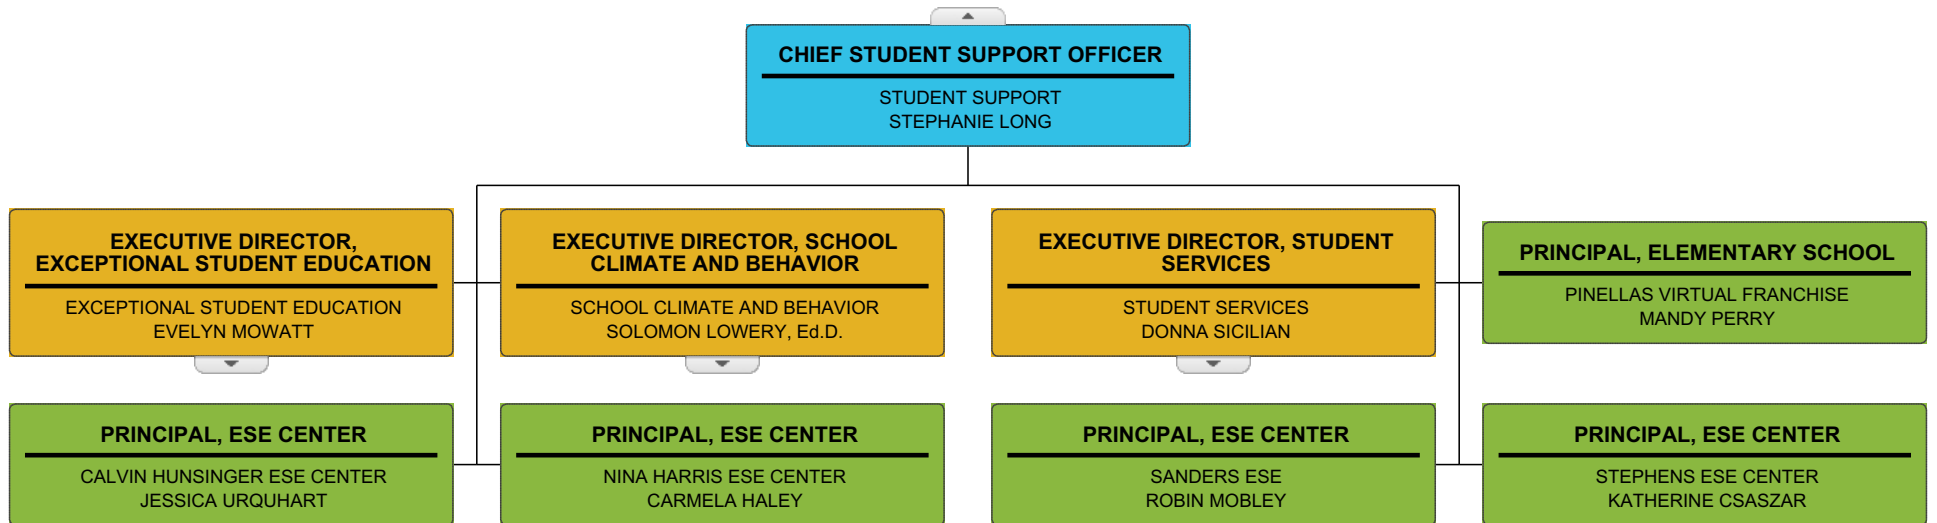 CHIEF STUDENT SUPPORT OFFICER
STUDENT SUPPORT
STEPHANIE LONG
EXECUTIVE DIRECTOR,
EXCEPTIONAL STUDENT EDUCATION
EXCEPTIONAL STUDENT EDUCATION
EVELYN MOWATT
EXECUTIVE DIRECTOR, SCHOOL
CLIMATE AND BEHAVIOR
SCHOOL CLIMATE AND BEHAVIOR
SOLOMON LOWERY, Ed.D.
EXECUTIVE DIRECTOR, STUDENT
SERVICES
STUDENT SERVICES
DONNA SICILIAN
PRINCIPAL, ELEMENTARY SCHOOL
PINELLAS VIRTUAL FRANCHISE
MANDY PERRY
PRINCIPAL, ESE CENTER
CALVIN HUNSINGER ESE CENTER
JESSICA URQUHART
PRINCIPAL, ESE CENTER
NINA HARRIS ESE CENTER
CARMELA HALEY
PRINCIPAL, ESE CENTER
SANDERS ESE
ROBIN MOBLEY
PRINCIPAL, ESE CENTER
STEPHENS ESE CENTER
KATHERINE CSASZAR